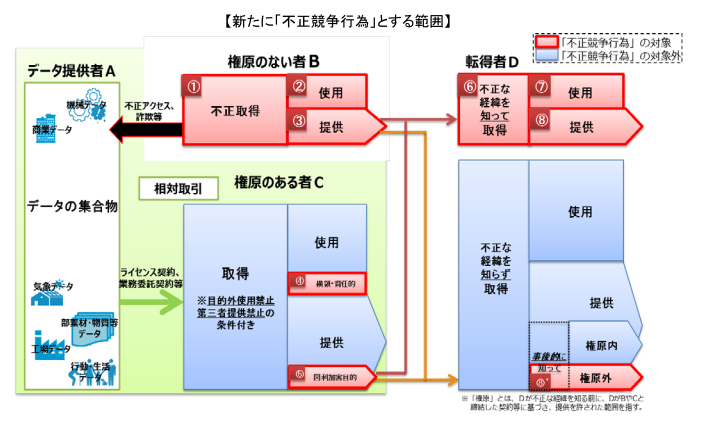 【新たに「不正競争行為」とする範囲】
「不正競争行為」の対象
「不正競争行為」の対象外
データ提供者A
機械データ
商業データ
データの集合物
気象データ
部素材・物質等
データ
工場データ
行動・生活
データ
不正アクセス、
詐欺等
権原のない者B
①
不正取得
②
使用
③
提供
転得者D
⑥
不正な
経緯を
知って
取得
⑦
使用
⑧
提供
相対取引
権原のある者C
ライセンス契約、
業務委託契約等
取得
※目的外使用禁止
第三者提供禁止の
条件付き
使用
④
横領・背任的
提供
⑤
図利加害目的
不正な
経緯を
知らず
取得
使用
提供
権原内
事後的に
知って
⑧'
権原外
※「権原」とは、Dが不正な経緯を知る前に、DがBやCと
締結した契約等に基づき、提供を許された範囲を指す。